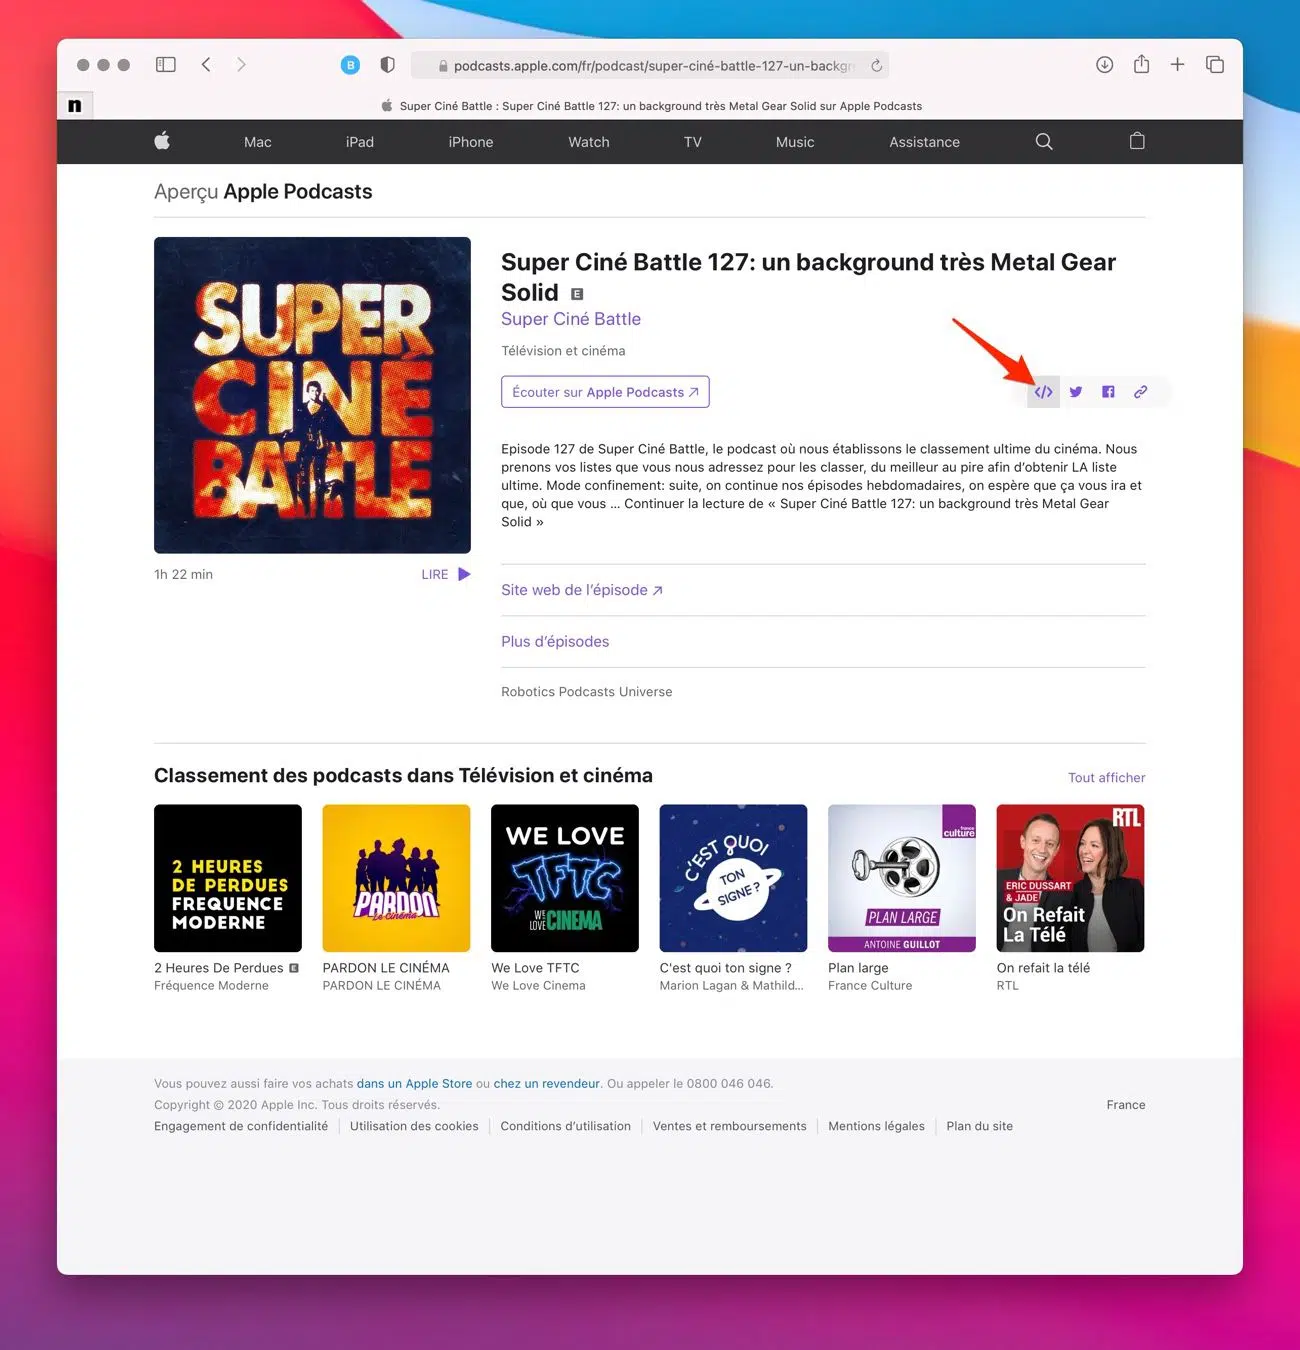 B
podcasts.apple.com/fr/podcast/super-ciné-battle-127-un-backgr
n
Super Ciné Battle : Super Ciné Battle 127: un background très Metal Gear Solid sur Apple Podcasts
Mac iPad iPhone Watch TV Music Assistance
Aperçu Apple Podcasts
SUPER
CINÉ
BATTLE
1h 22 min
LIRE
Super Ciné Battle 127: un background très Metal Gear
Solid E
Super Ciné Battle
Télévision et cinéma
Écouter sur Apple Podcasts ↗
</>
Episode 127 de Super Ciné Battle, le podcast où nous établissons le classement ultime du cinéma. Nous
prenons vos listes que vous nous adressez pour les classer, du meilleur au pire afin d’obtenir LA liste
ultime. Mode confinement: suite, on continue nos épisodes hebdomadaires, on espère que ça vous ira et
que, où que vous ... Continuer la lecture de « Super Ciné Battle 127: un background très Metal Gear
Solid »
Site web de l’épisode ↗
Plus d’épisodes
Robotics Podcasts Universe
Classement des podcasts dans Télévision et cinéma
Tout afficher
2 HEURES
DE PERDUES
FREQUENCE
MODERNE
2 Heures De Perdues E
Fréquence Moderne
PARDON
Le Cinéma
PARDON LE CINÉMA
PARDON LE CINÉMA
WE LOVE
TFTC
WE
LOVE CINEMA
We Love TFTC
We Love Cinema
C'EST QUOI
TON
SIGNE ?
C'est quoi ton signe ?
Marion Lagan & Mathild...
france
culture
PLAN LARGE
ANTOINE GUILLOT
Plan large
France Culture
RTL
ERIC DUSSART
& JADE
On Refait
La Télé
On refait la télé
RTL
Vous pouvez aussi faire vos achats dans un Apple Store ou chez un revendeur. Ou appeler le 0800 046 046.
Copyright © 2020 Apple Inc. Tous droits réservés.
France
Engagement de confidentialité | Utilisation des cookies | Conditions d’utilisation | Ventes et remboursements | Mentions légales | Plan du site